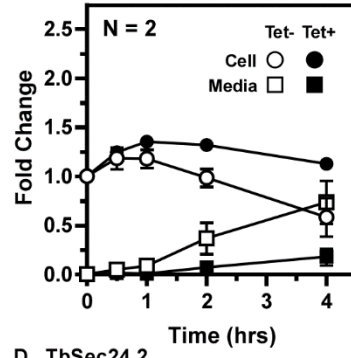 N = 2
Tet- Tet+
Cell
Media
2.5
2.0
1.5
1.0
0.5
0.0
Fold Change
0 1 2 3 4
Time (hrs)
D TbSec24.2